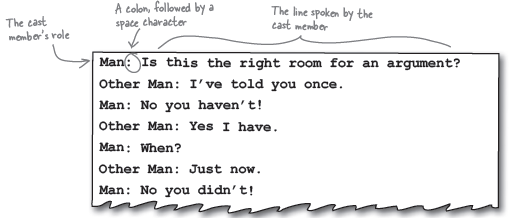 The cast
member's role
A colon, followed by a
space character
The line spoken by the
cast member
Man: Is this the right room for an argument?
Other Man: I've told you once.
Man: No you haven't!
Other Man: Yes I have.
Man: When?
Other Man: Just now.
Man: No you didn't!